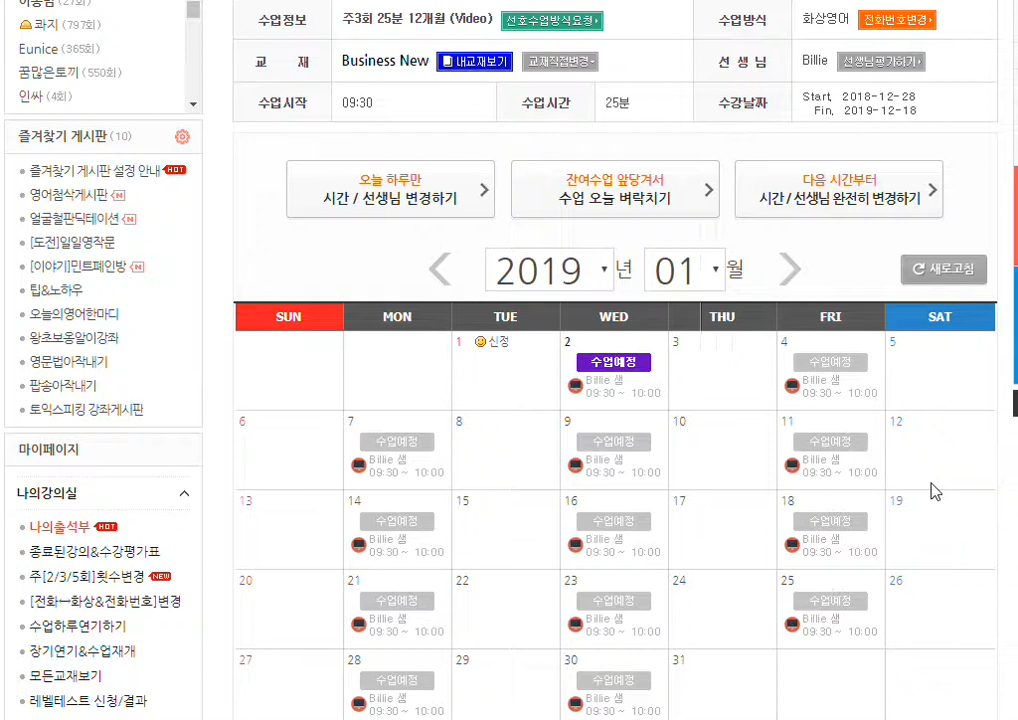 콰지 (797회)
Eunice (365회)
꿈많은토끼 (550회)
인싸 (4회)
즐겨찾기 게시판 (10)
즐겨찾기 게시판 설정 안내 HOT
영어첨삭게시판 N
얼굴철판딕테이션 N
[도전]일일영작문
[이야기]민트페인방 N
팁&노하우
오늘의영어한마디
왕초보옹알이강좌
영문법아작내기
팝송아작내기
토익스피킹 강좌게시판
마이페이지
나의강의실
나의출석부 HOT
종료된강의&수강평가표
주[2/3/5회]횟수변경 NEW
[전화ㅡ화상&전화번호]변경
수업하루연기하기
장기연기&수업재개
모든교재보기
레벨테스트 신청/결과
수업정보 주3회 25분 12개월 (Video) 선호수업방식요청 수업방식 화상영어 전화번호변경
교 재 Business New 내교재보기 교재직접변경 선 생 님 Billie 선생님평가하기
수업시작 09:30 수업시간 25분 수강날짜 Start, 2018-12-28
Fin, 2019-12-18
오늘 하루만
시간 / 선생님 변경하기
잔여수업 앞당겨서
수업 오늘 벼락치기
다음 시간부터
시간 / 선생님 완전히 변경하기
2019 년 01 월 새로고침
SUN MON TUE WED THU FRI SAT
1 신정 2 3 4 5
수업예정 수업예정
Billie 샘 Billie 샘
09:30 ~ 10:00 09:30 ~ 10:00
6 7 8 9 10 11 12
수업예정 수업예정 수업예정
Billie 샘 Billie 샘 Billie 샘
09:30 ~ 10:00 09:30 ~ 10:00 09:30 ~ 10:00
13 14 15 16 17 18 19
수업예정 수업예정 수업예정
Billie 샘 Billie 샘 Billie 샘
09:30 ~ 10:00 09:30 ~ 10:00 09:30 ~ 10:00
20 21 22 23 24 25 26
수업예정 수업예정 수업예정
Billie 샘 Billie 샘 Billie 샘
09:30 ~ 10:00 09:30 ~ 10:00 09:30 ~ 10:00
27 28 29 30 31
수업예정 수업예정
Billie 샘 Billie 샘
09:30 ~ 10:00 09:30 ~ 10:00